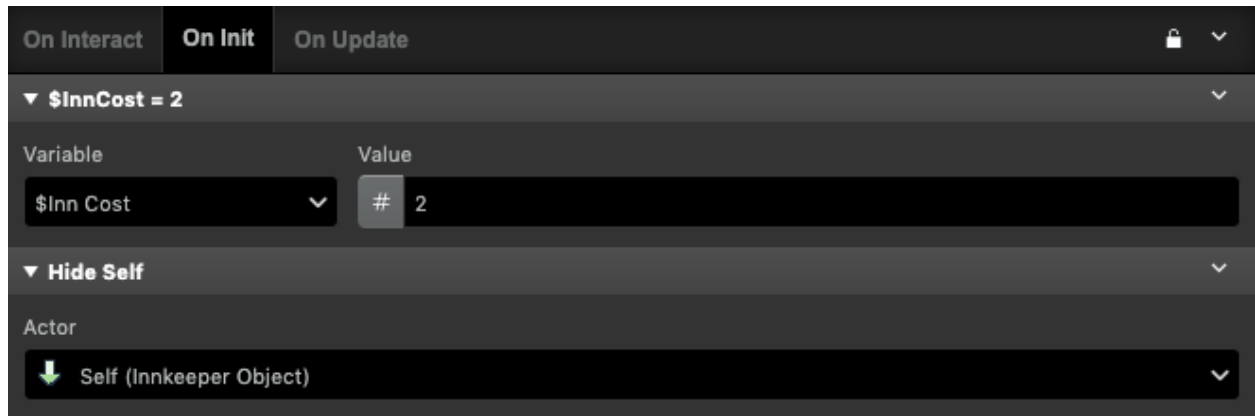 On Interact On Init On Update
$InnCost = 2
Variable Value
$Inn Cost # 2
Hide Self
Actor
Self (Innkeeper Object)